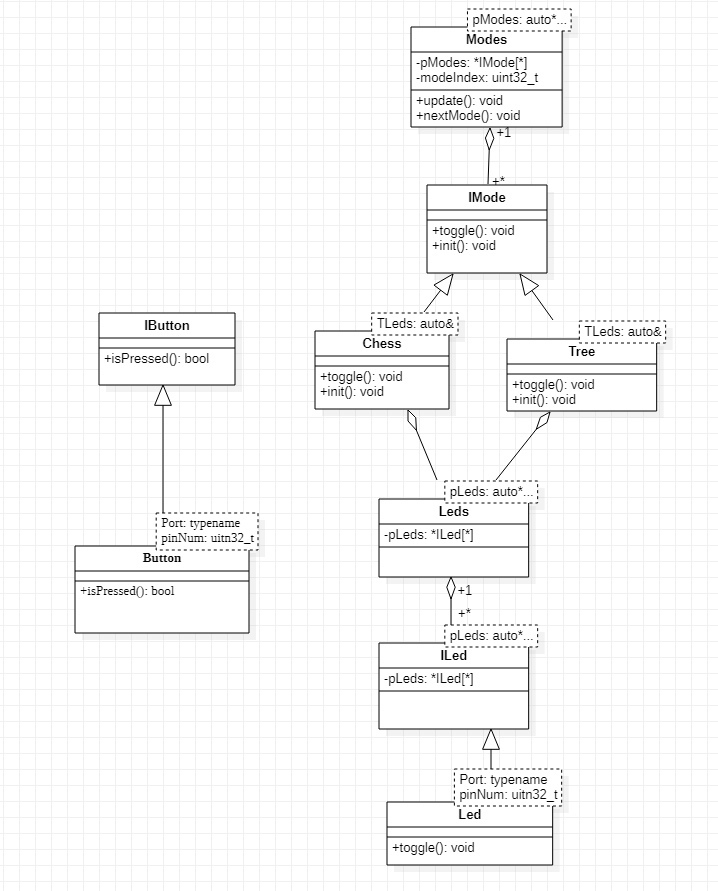 pModes: auto*...
Modes
-pModes: *IMode[*]
-modeIndex: uint32_t
+update(): void
+nextMode(): void
+1
+*
IMode
+toggle(): void
+init(): void
IButton
+isPressed(): bool
TLeds: auto&
Chess
+toggle(): void
+init(): void
TLeds: auto&
Tree
+toggle(): void
+init(): void
pLeds: auto*...
Leds
-pLeds: *ILed[*]
Port: typename
pinNum: uitn32_t
Button
+isPressed(): bool
+1
+*
pLeds: auto*...
ILed
-pLeds: *ILed[*]
Port: typename
pinNum: uitn32_t
Led
+toggle(): void